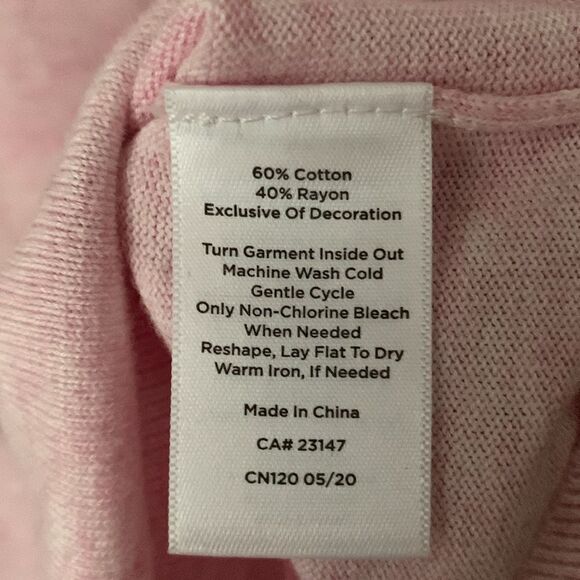 60% Cotton
40% Rayon
Exclusive Of Decoration
Turn Garment Inside Out
Machine Wash Cold
Gentle Cycle
Only Non-Chlorine Bleach
When Needed
Reshape, Lay Flat To Dry
Warm Iron, If Needed
Made In China
CA# 23147
CN120 05/20